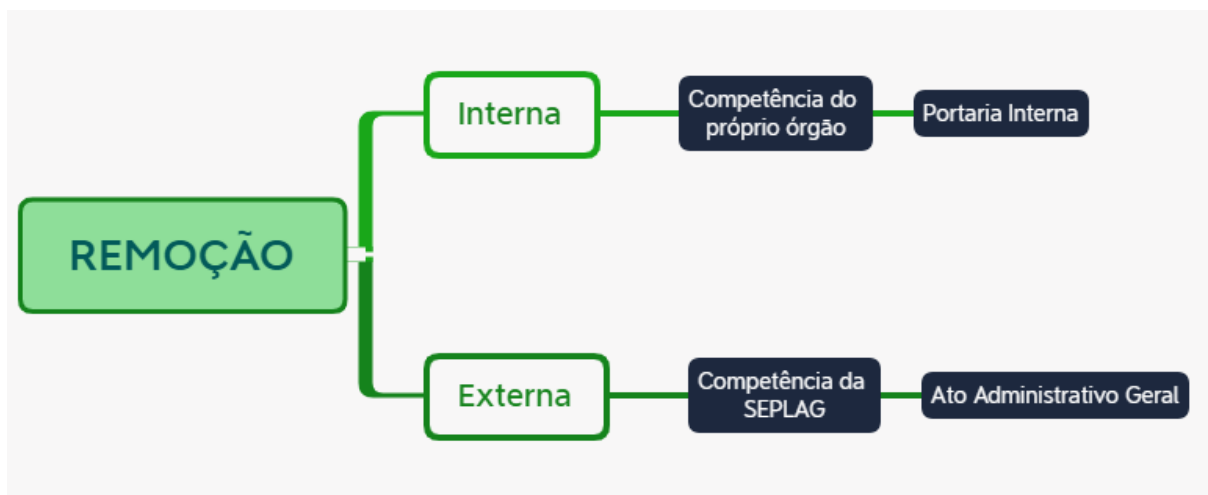 REMOÇÃO
Interna
Competência do
próprio órgão
Portaria Interna
Externa
Competência da
SEPLAG
Ato Administrativo Geral